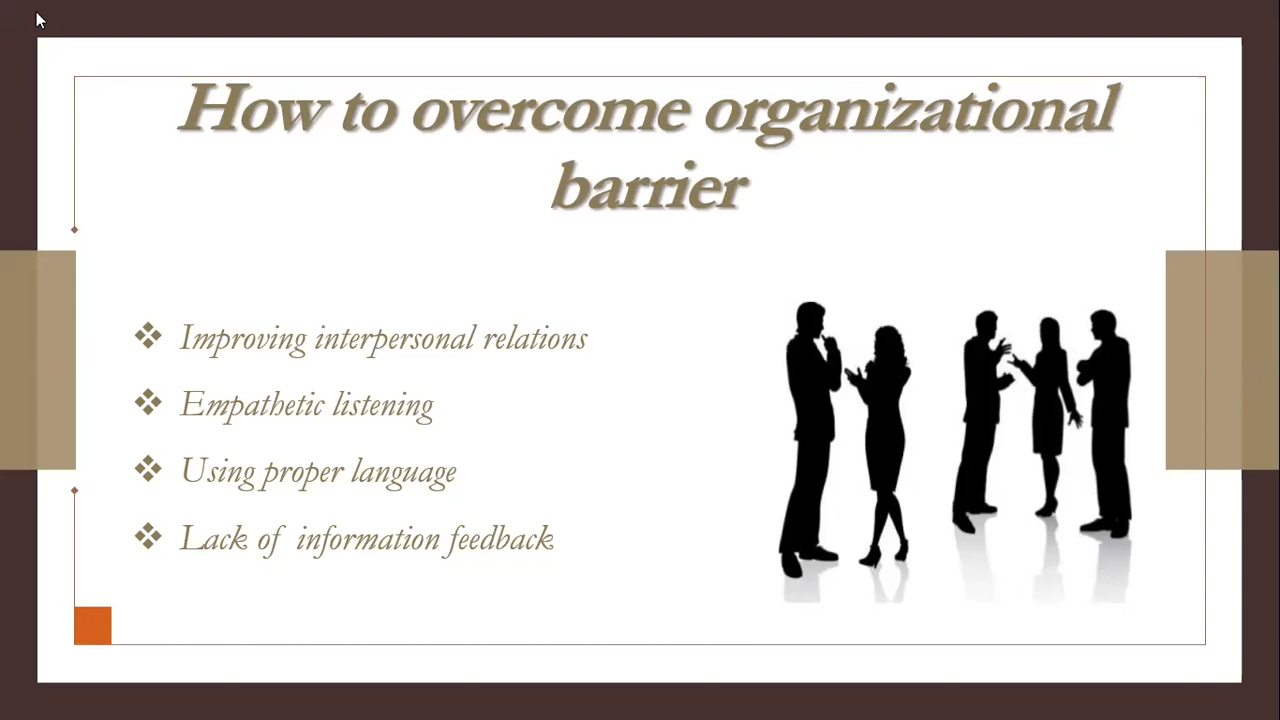 How to overcome organizational
barrier
Improving interpersonal relations
Empathetic listening
Using proper language
Lack of information feedback